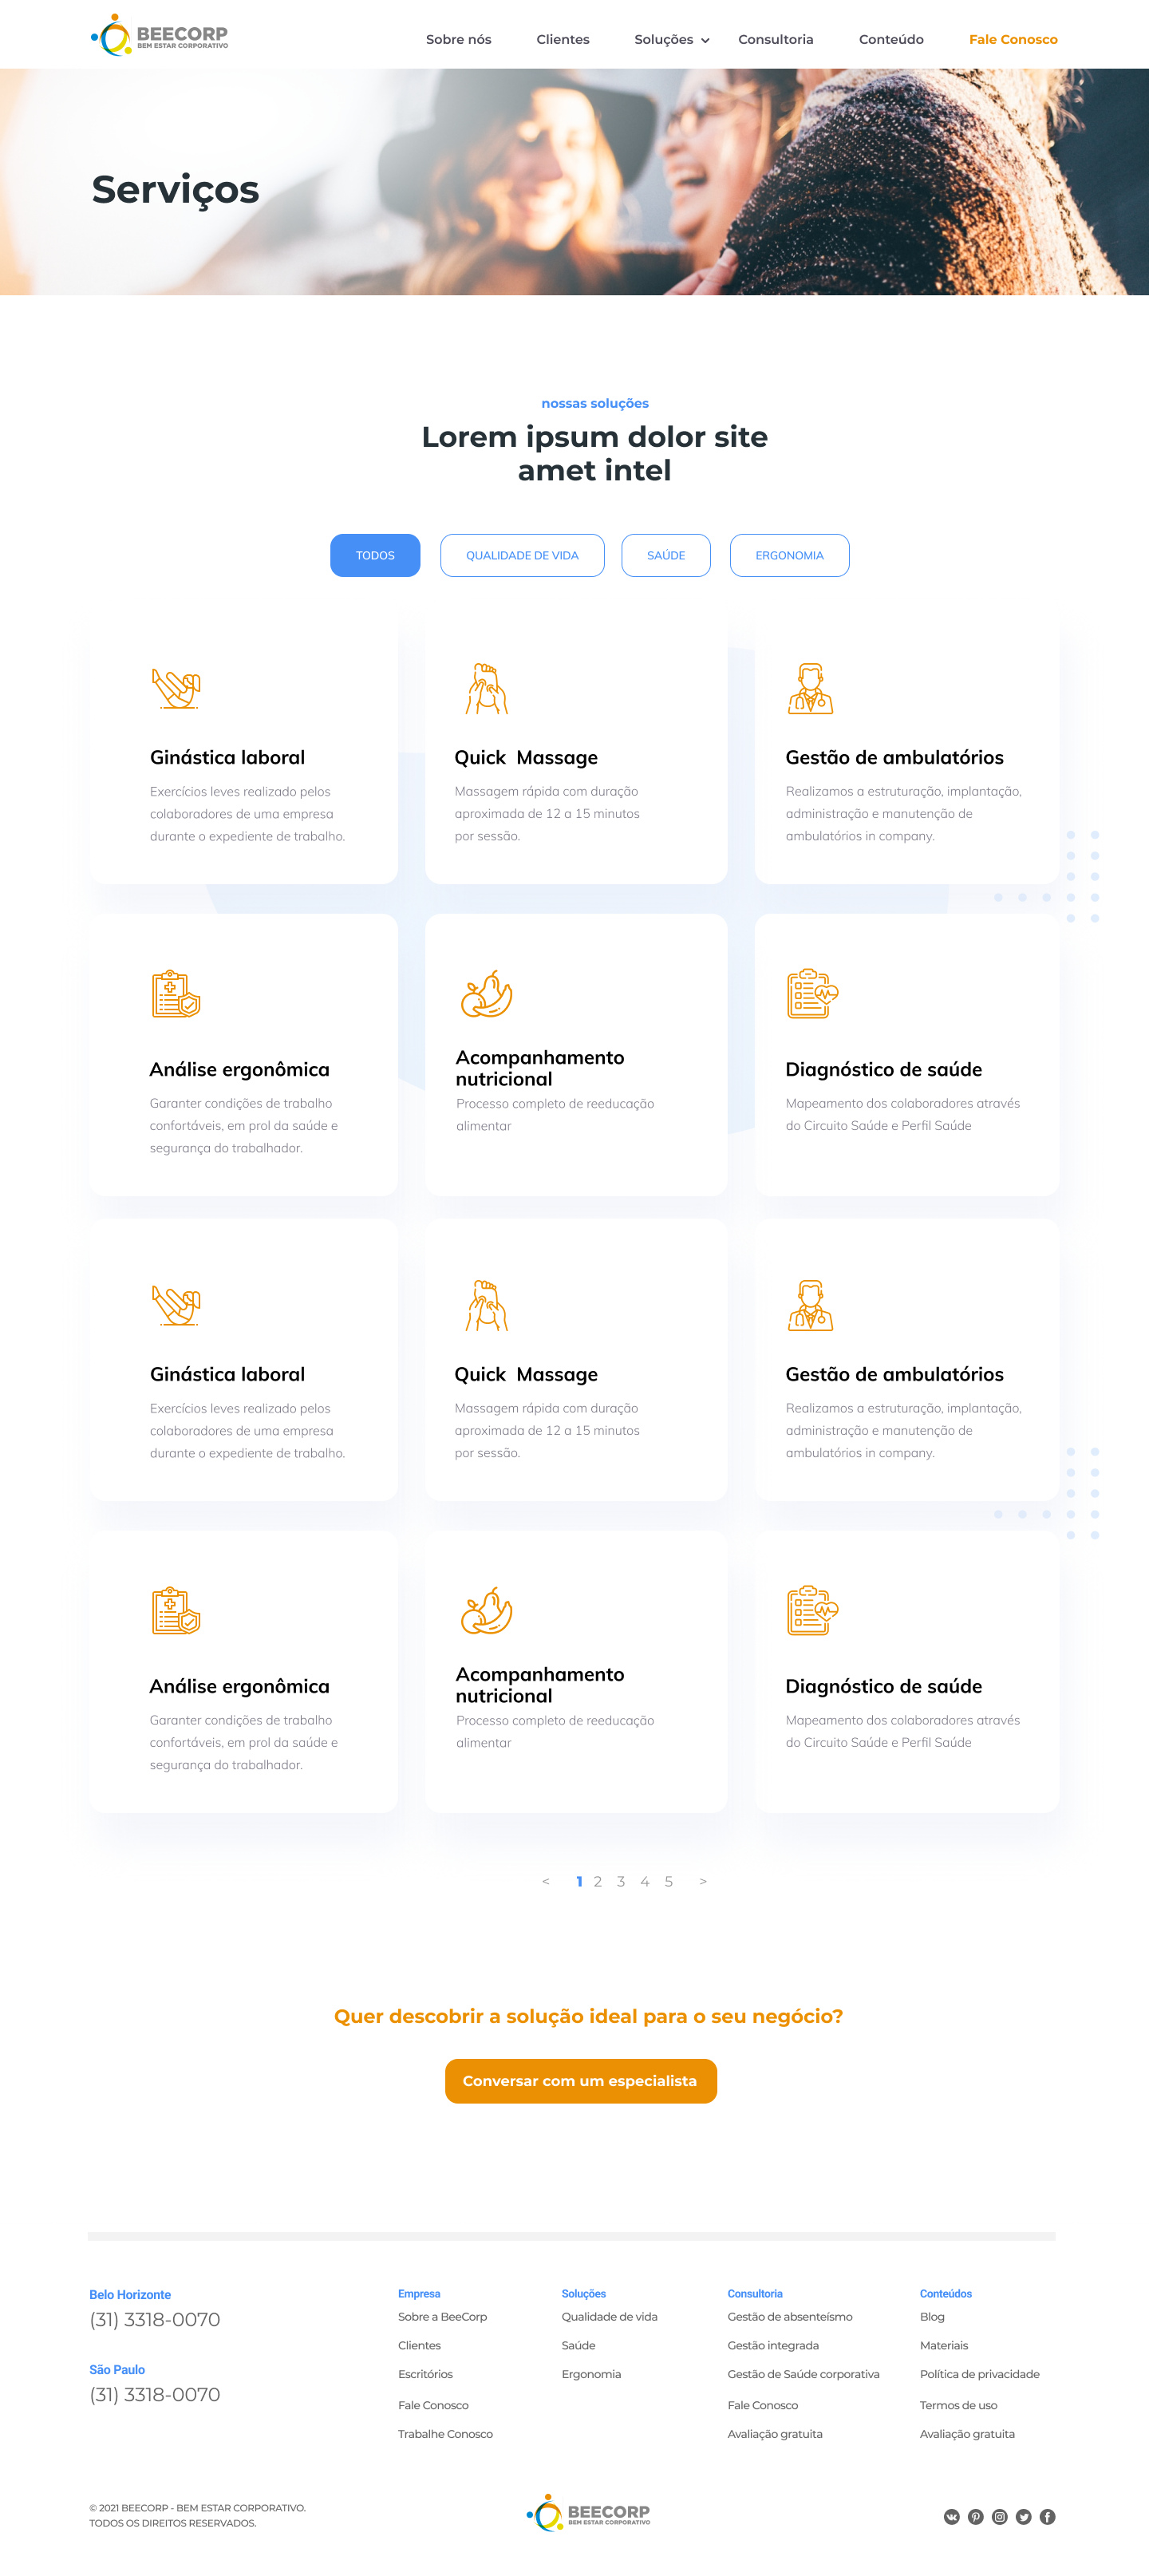 BEECORP
BEM ESTAR CORPORATIVO
Sobre nós
Clientes
Soluções
Consultoria
Conteúdo
Fale Conosco
Serviços
nossas soluções
Lorem ipsum dolor site
amet intel
TODOS
QUALIDADE DE VIDA
SAÚDE
ERGONOMIA
Ginástica laboral
Exercícios leves realizado pelos
colaboradores de uma empresa
durante o expediente de trabalho.
Quick  Massage
Massagem rápida com duração
aproximada de 12 a 15 minutos
por sessão.
Gestão de ambulatórios
Realizamos a estruturação, implantação,
administração e manutenção de
ambulatórios in company.
Análise ergonômica
Garanter condições de trabalho
confortáveis, em prol da saúde e
segurança do trabalhador.
Acompanhamento
nutricional
Processo completo de reeducação
alimentar
Diagnóstico de saúde
Mapeamento dos colaboradores através
do Circuito Saúde e Perfil Saúde
Ginástica laboral
Exercícios leves realizado pelos
colaboradores de uma empresa
durante o expediente de trabalho.
Quick  Massage
Massagem rápida com duração
aproximada de 12 a 15 minutos
por sessão.
Gestão de ambulatórios
Realizamos a estruturação, implantação,
administração e manutenção de
ambulatórios in company.
Análise ergonômica
Garanter condições de trabalho
confortáveis, em prol da saúde e
segurança do trabalhador.
Acompanhamento
nutricional
Processo completo de reeducação
alimentar
Diagnóstico de saúde
Mapeamento dos colaboradores através
do Circuito Saúde e Perfil Saúde
< 1 2 3 4 5 >
Quer descobrir a solução ideal para o seu negócio?
Conversar com um especialista
Belo Horizonte
(31) 3318-0070
São Paulo
(31) 3318-0070
Empresa
Sobre a BeeCorp
Clientes
Escritórios
Fale Conosco
Trabalhe Conosco
Soluções
Qualidade de vida
Saúde
Ergonomia
Consultoria
Gestão de absenteísmo
Gestão integrada
Gestão de Saúde corporativa
Fale Conosco
Avaliação gratuita
Conteúdos
Blog
Materiais
Política de privacidade
Termos de uso
Avaliação gratuita
© 2021 BEECORP - BEM ESTAR CORPORATIVO.
TODOS OS DIREITOS RESERVADOS.
BEECORP
BEM ESTAR CORPORATIVO